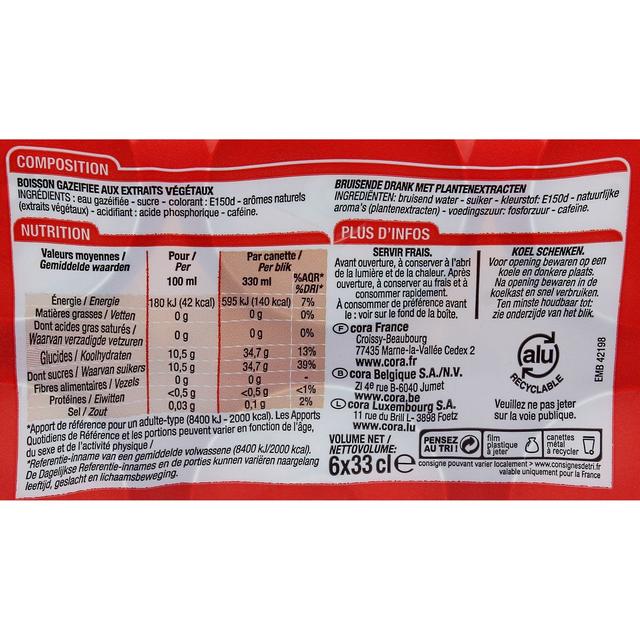 COMPOSITION
BOISSON GAZEIFIEE AUX EXTRAITS VÉGÉTAUX
INGRÉDIENTS : eau gazéifiée - sucre - colorant : E150d - arômes naturels
(extraits végétaux) - acidifiant : acide phosphorique - caféine.
BRUISENDE DRANK MET PLANTENEXTRACTEN
INGREDIËNTEN: bruisend water - suiker - kleurstof: E150d - natuurlijke
aroma's (plantenextracten) - voedingszuur: fosforzuur - cafeïne.
NUTRITION
Valeurs moyennes / Gemiddelde waarden
Pour / Per 100 ml
Par canette / Per blik 330 ml
%AQR* %DRI*
Énergie / Energie 180 kJ (42 kcal) 595 kJ (140 kcal) 7%
Matières grasses / Vetten 0 g 0g 0%
Dont acides gras saturés /
Waarvan verzadigde vetzuren 0 g 0g 0%
Glucides / Koolhydraten 10,5 g 34,7 g 13%
Dont sucres / Waarvan suikers 10,5 g 34,7 g 39%
Fibres alimentaires / Vezels 0 g 0 g
Protéines / Eiwitten <0,5 g <0,5 g <1%
Sel / Zout 0,03 g 0,1 g 2%
*Apport de référence pour un adulte-type (8400 kJ - 2000 kcal). Les Apports
Quotidiens de Référence et les portions peuvent varier en fonction de l'âge,
du sexe et de l'activité physique /
*Referentie-inname van een gemiddelde volwassene (8400 kJ/2000 kcal).
De Dagelijkse Referentie-innames en de porties kunnen variëren naargelang
leeftijd, geslacht en lichaamsbeweging.
PLUS D'INFOS
SERVIR FRAIS.
Avant ouverture, à conserver à l'abri
de la lumière et de la chaleur. Après
ouverture, à conserver au frais et à
consommer rapidement.
À consommer de préférence avant
le : voir sur le fond de la boîte.
KOEL SCHENKEN.
Voor opening bewaren op een
koele en donkere plaats.
Na opening bewaren in de
koelkast en snel verbruiken.
Ten minste houdbaar tot:
zie onderzijde van het blik.
F cora France
Croissy-Beaubourg
77435 Marne-la-Vallée Cedex 2
www.cora.fr
B cora Belgique S.A./N.V.
ZI 4e rue B-6040 Jumet
www.cora.be
L cora Luxembourg S.A.
11 rue du Brill L- 3898 Foetz
www.cora.lu
alu
RECYCLABLE
EMB 42198
Veuillez ne pas jeter
sur la voie publique.
VOLUME NET /
NETTOVOLUME:
6x33 cl e
PENSEZ
AU TRI !
film
plastique
à jeter
canettes
métal
à recycler
consigne pouvant varier localement > www.consignesdetri.fr
valable uniquement pour la France